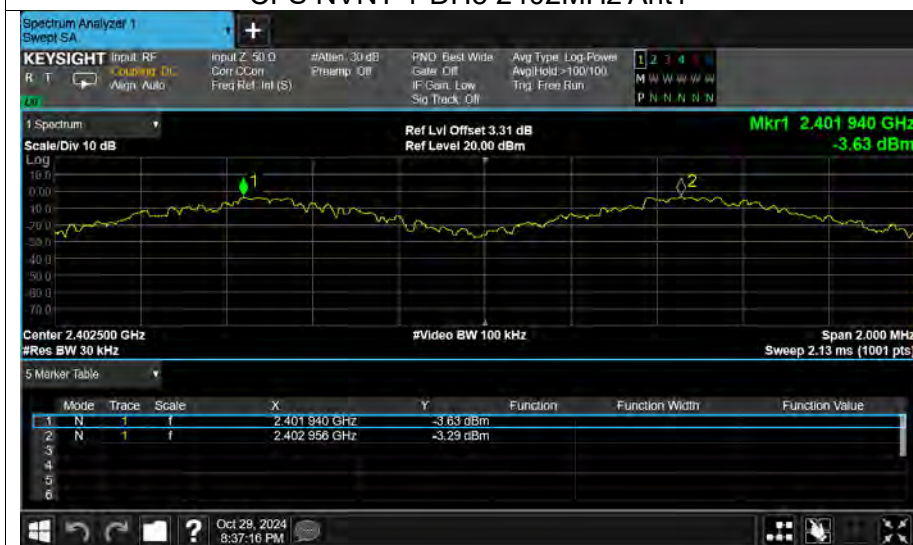 CFS NVNT 1-DH5 2402MHz Ant1
Spectrum Analyzer 1
Swept SA
+
KEYSIGHT Input: RF
R T
Coupling: DC
Align: Auto
Input Z: 50 Ω
Corr CCorr
Freq Ref: Int (S)
#Atten: 30 dB
Preamp: Off
PNO: Best Wide
Gate: Off
IF Gain: Low
Sig Track: Off
Avg Type: Log-Power
Avg|Hold:>100/100
Trig: Free Run
1 2 3 4
M W W W W W
P N N N N N
1 Spectrum
Scale/Div 10 dB
Ref Lvl Offset 3.31 dB
Ref Level 20.00 dBm
Mkr1 2.401 940 GHz
-3.63 dBm
Log
10.0
0.00
-10.0
-20.0
-30.0
-40.0
-50.0
-60.0
-70.0
1
2
Center 2.402500 GHz
#Res BW 30 kHz
#Video BW 100 kHz
Span 2.000 MHz
Sweep 2.13 ms (1001 pts)
5 Marker Table
Mode Trace Scale X Y Function Function Width Function Value
1 N 1 f 2.401 940 GHz -3.63 dBm
2 N 1 f 2.402 956 GHz -3.29 dBm
3
4
5
6
?
Oct 29, 2024
8:37:16 PM